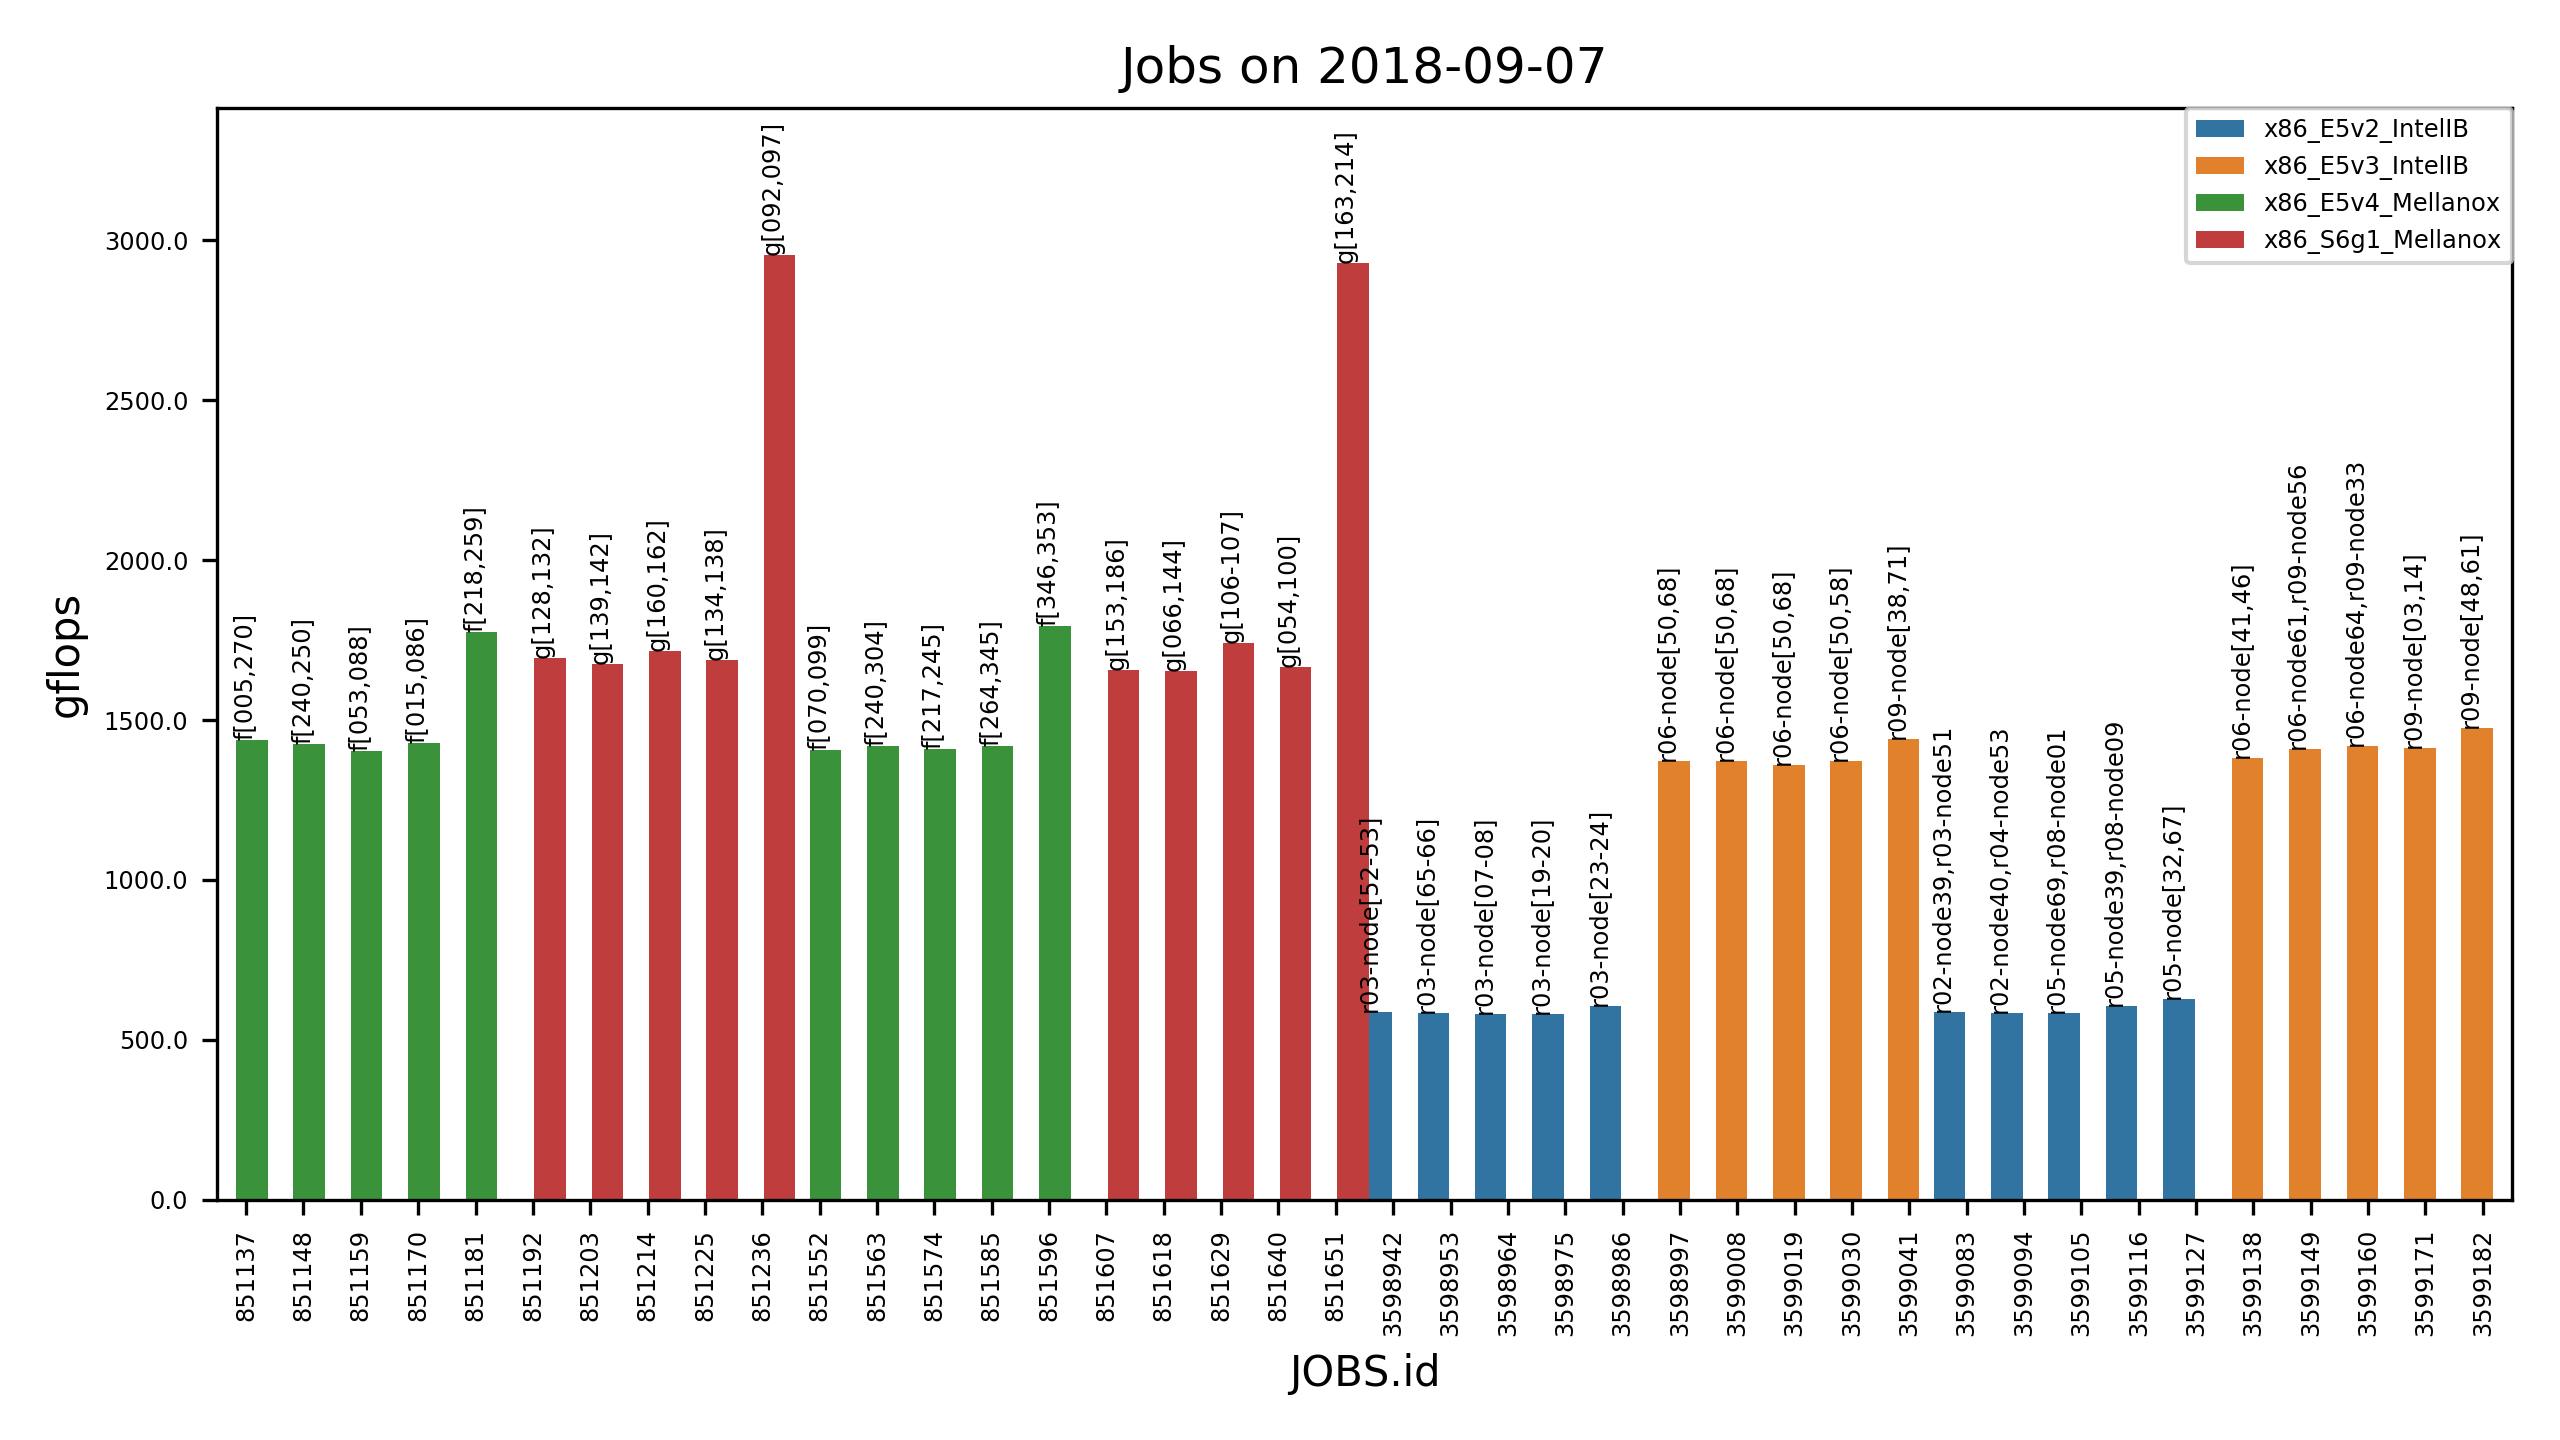 Jobs on 2018-09-07
x86_E5v2_IntelIB
x86_E5v3_IntelIB
x86_E5v4_Mellanox
x86_S6g1_Mellanox
gflops
3000.0
2500.0
2000.0
1500.0
1000.0
500.0
0.0
f[005,270]
f[240,250]
f[053,088]
f[015,086]
f[218,259]
g[128,132]
g[139,142]
g[160,162]
g[134,138]
g[092,097]
f[070,099]
f[240,304]
f[217,245]
f[264,345]
f[346,353]
g[153,186]
g[066,144]
g[106-107]
g[054,100]
g[163,214]
r03-node[52-53]
r03-node[65-66]
r03-node[07-08]
r03-node[19-20]
r03-node[23-24]
r06-node[50,68]
r06-node[50,68]
r06-node[50,68]
r06-node[50,58]
r09-node[38,71]
r02-node39,r03-node51
r02-node40,r04-node53
r05-node69,r08-node01
r05-node39,r08-node09
r05-node[32,67]
r06-node[41,46]
r06-node61,r09-node56
r06-node64,r09-node33
r09-node[03,14]
r09-node[48,61]
851137
851148
851159
851170
851181
851192
851203
851214
851225
851236
851552
851563
851574
851585
851596
851607
851618
851629
851640
851651
3598942
3598953
3598964
3598975
3598986
3598997
3599008
3599019
3599030
3599041
3599083
3599094
3599105
3599116
3599127
3599138
3599149
3599160
3599171
3599182
JOBS.id